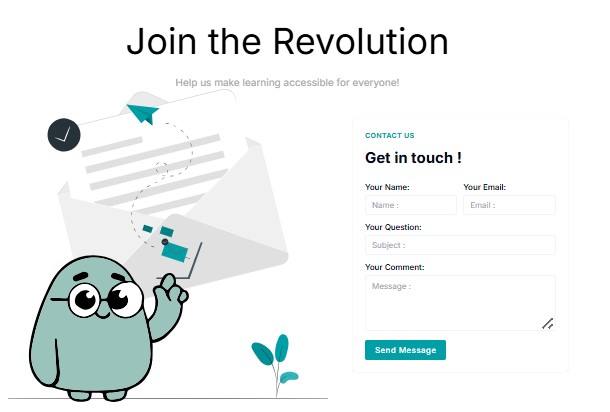 Join the Revolution
Help us make learning accessible for everyone!
CONTACT US
Get in touch !
Your Name: Your Email:
Name : Email :
Your Question:
Subject :
Your Comment:
Message :
Send Message